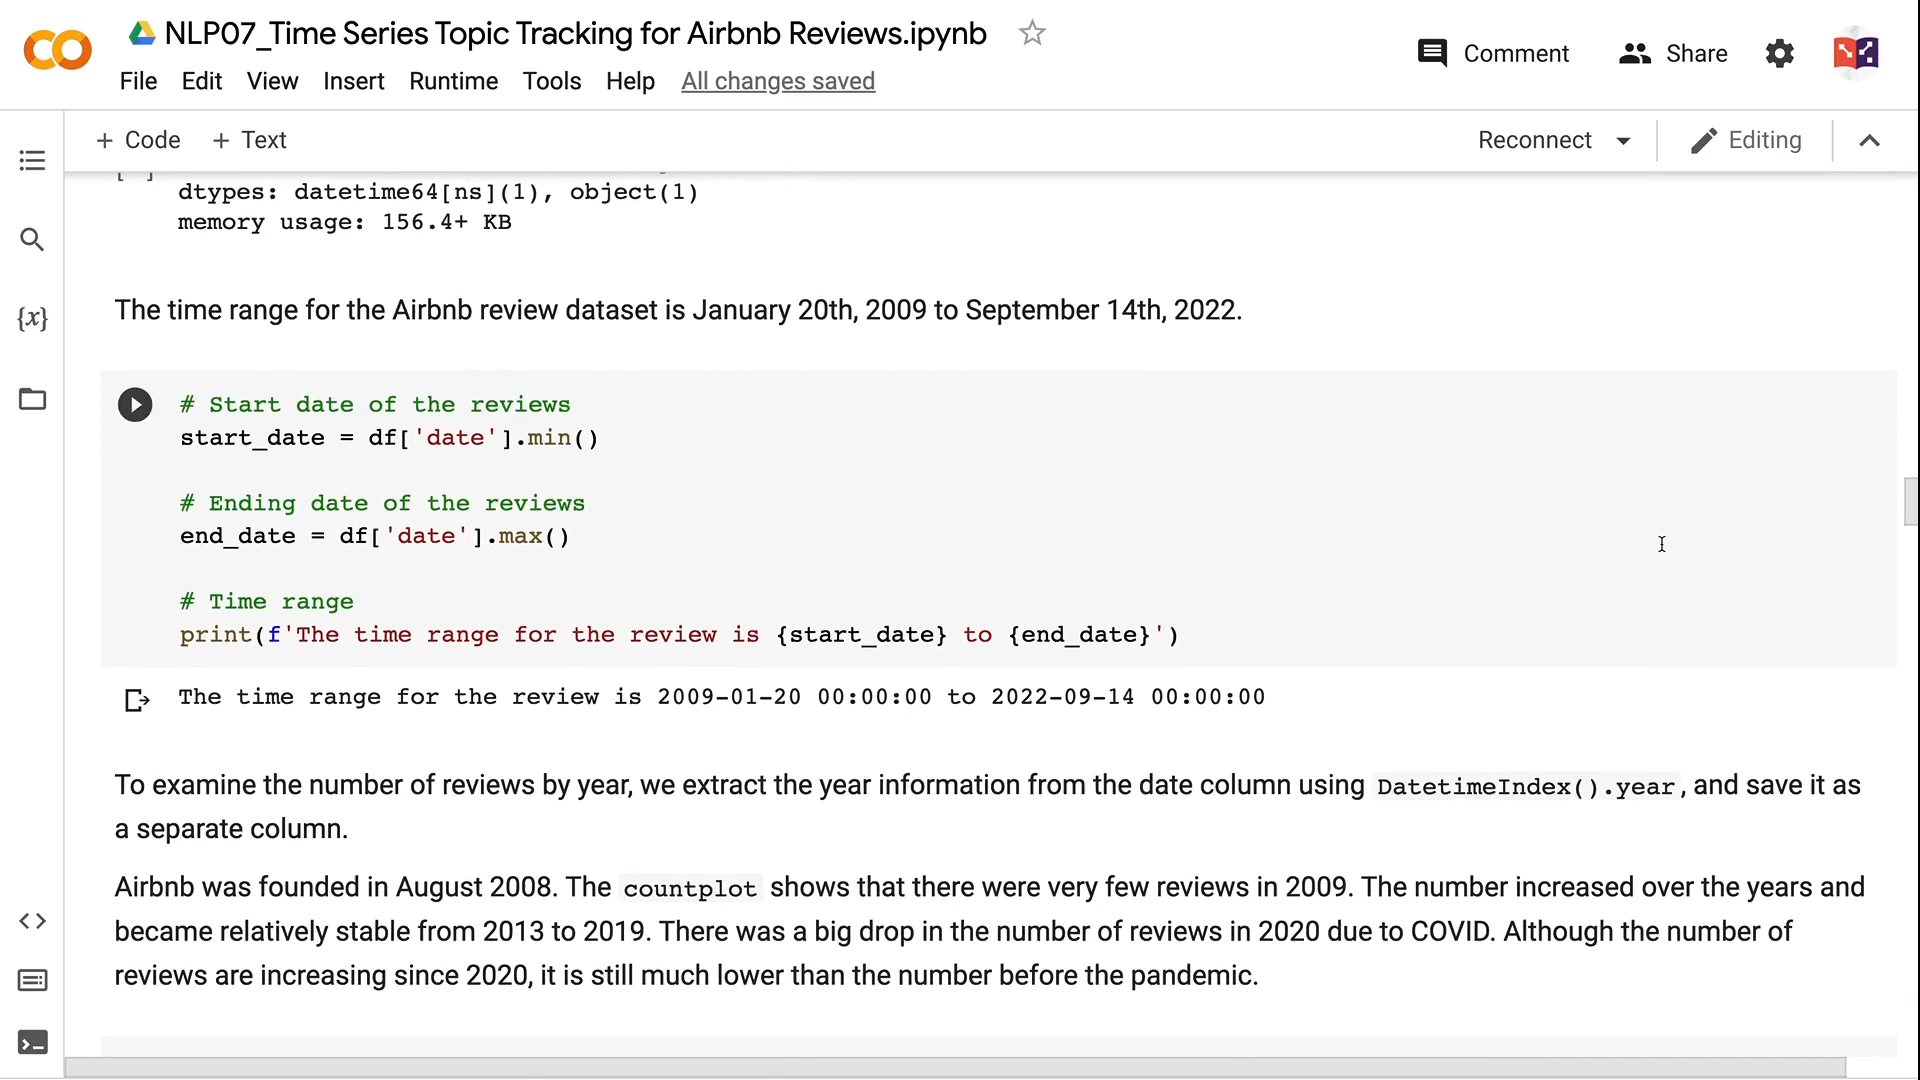 NLP07_Time Series Topic Tracking for Airbnb Reviews.ipynb
Comment
Share
File Edit View Insert Runtime Tools Help All changes saved
+ Code + Text
Reconnect
Editing
dtypes: datetime64[ns](1), object(1)
memory usage: 156.4+ KB
The time range for the Airbnb review dataset is January 20th, 2009 to September 14th, 2022.
# Start date of the reviews
start_date = df['date'].min()
# Ending date of the reviews
end_date = df['date'].max()
# Time range
print(f'The time range for the review is {start_date} to {end_date}')
The time range for the review is 2009-01-20 00:00:00 to 2022-09-14 00:00:00
To examine the number of reviews by year, we extract the year information from the date column using DatetimeIndex().year, and save it as
a separate column.
Airbnb was founded in August 2008. The countplot shows that there were very few reviews in 2009. The number increased over the years and
became relatively stable from 2013 to 2019. There was a big drop in the number of reviews in 2020 due to COVID. Although the number of
reviews are increasing since 2020, it is still much lower than the number before the pandemic.